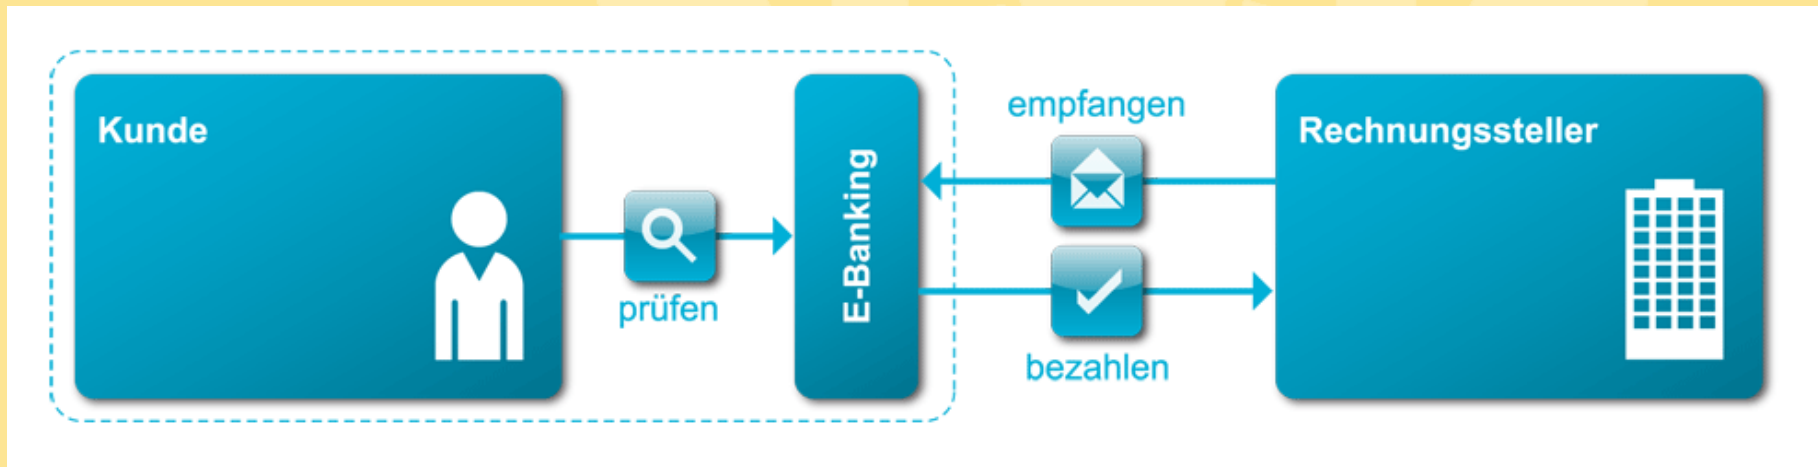 Kunde
prüfen
E-Banking
empfangen
bezahlen
Rechnungssteller